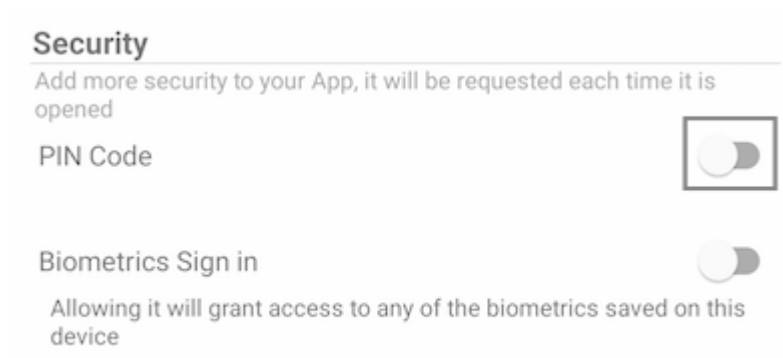 Security
Add more security to your App, it will be requested each time it is
opened
PIN Code
Biometrics Sign in
Allowing it will grant access to any of the biometrics saved on this
device